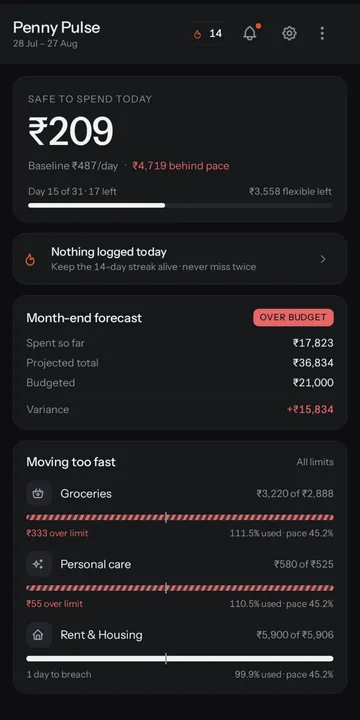 Penny Pulse
28 Jul – 27 Aug
14
SAFE TO SPEND TODAY
₹209
Baseline ₹487/day · ₹4,719 behind pace
Day 15 of 31 · 17 left
₹3,558 flexible left
Nothing logged today
Keep the 14-day streak alive · never miss twice
Month-end forecast
OVER BUDGET
Spent so far
₹17,823
Projected total
₹36,834
Budgeted
₹21,000
Variance
+₹15,834
Moving too fast
All limits
Groceries
₹3,220 of ₹2,888
₹333 over limit
111.5% used · pace 45.2%
Personal care
₹580 of ₹525
₹55 over limit
110.5% used · pace 45.2%
Rent & Housing
₹5,900 of ₹5,906
1 day to breach
99.9% used · pace 45.2%